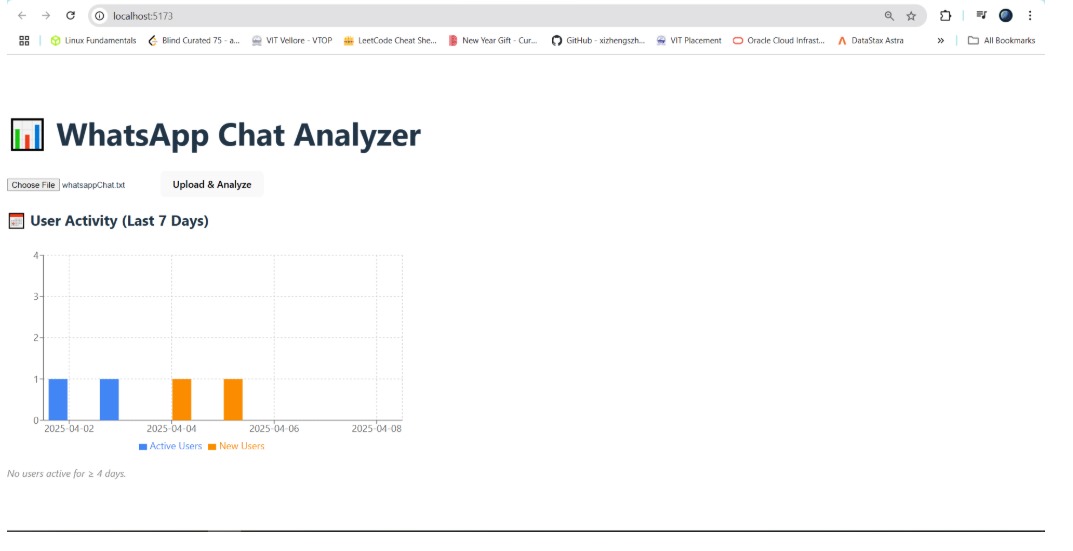 localhost:5173
Linux Fundamentals Blind Curated 75 - a... VIT Vellore - VTOP LeetCode Cheat She... New Year Gift - Cur... GitHub - xizhengszh... VIT Placement Oracle Cloud Infrast... DataStax Astra » All Bookmarks
WhatsApp Chat Analyzer
Choose File whatsappChat.txt Upload & Analyze
User Activity (Last 7 Days)
4
3
2
1
0
2025-04-02 2025-04-04 2025-04-06 2025-04-08
Active Users New Users
No users active for ≥ 4 days.